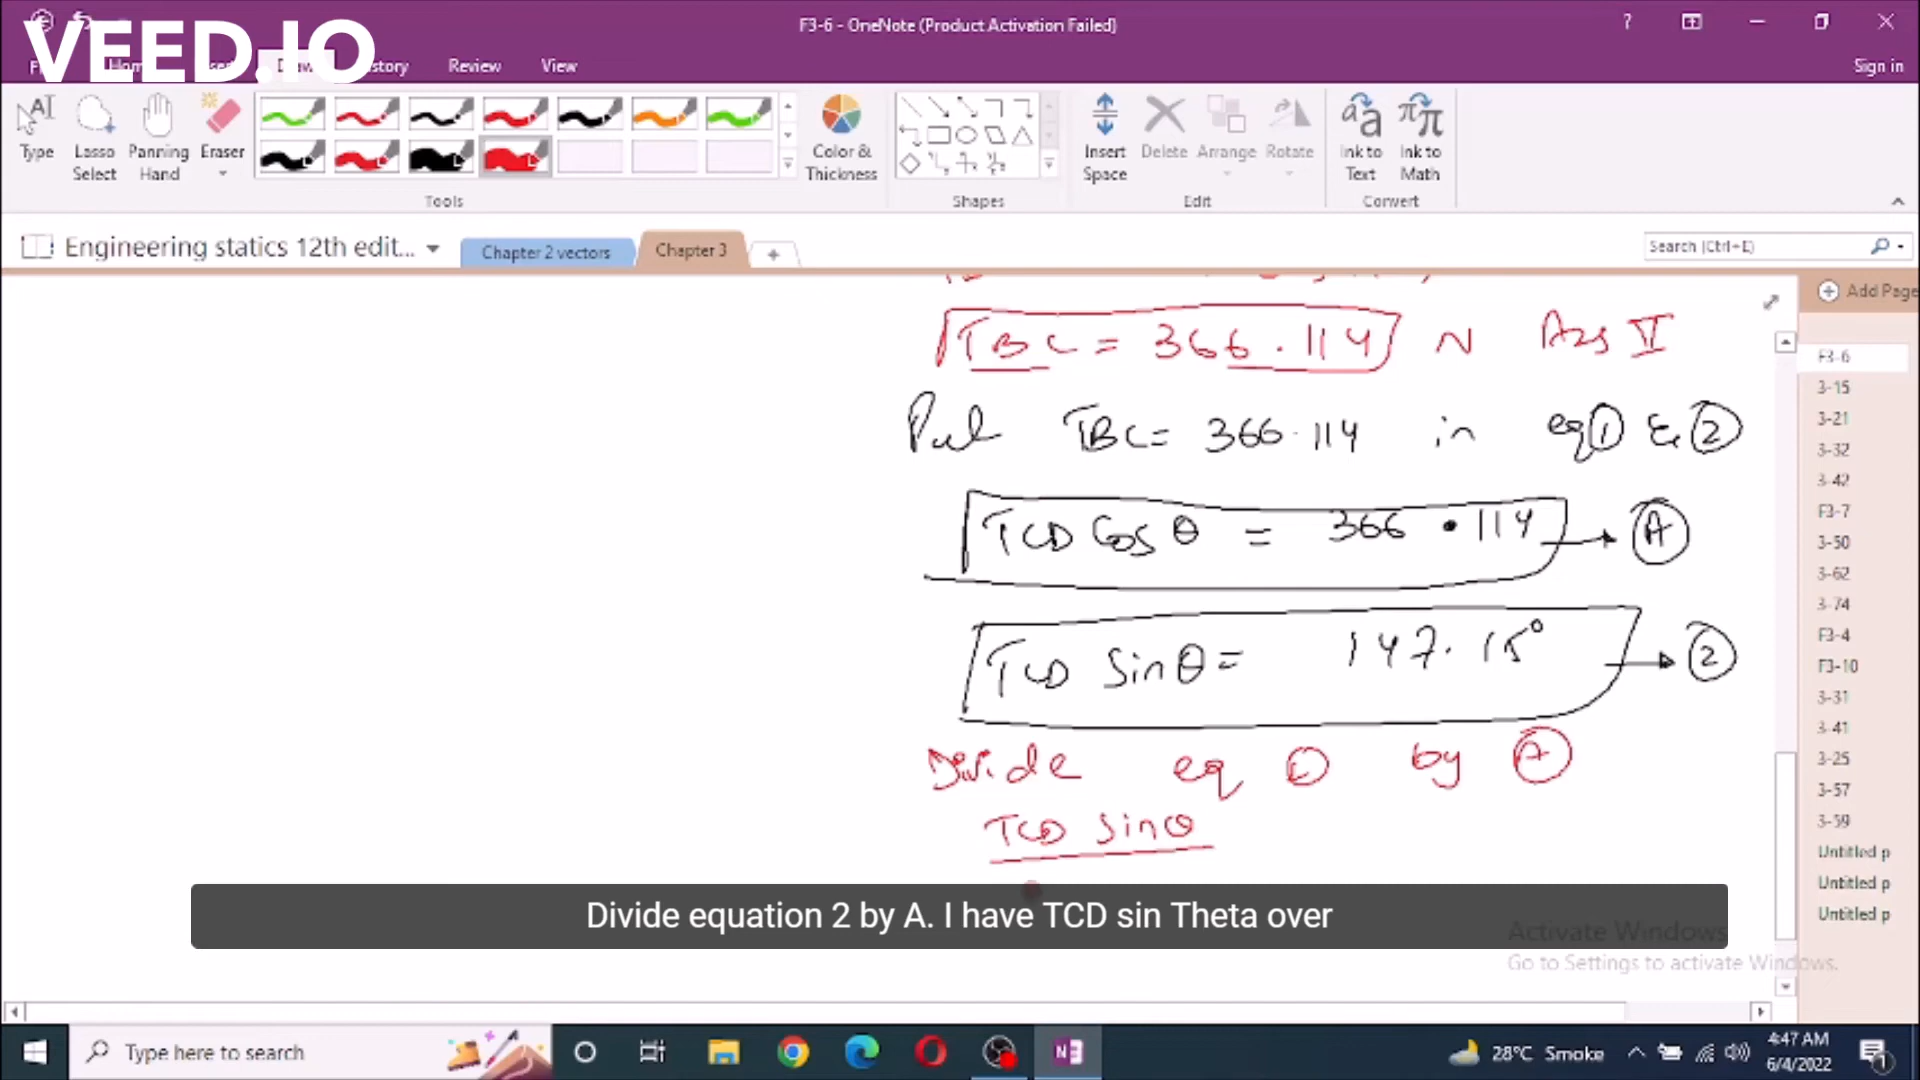 VEED.IO
F3-6 - OneNote (Product Activation Failed)
Review
View
Sign in
Type
Lasso Select
Panning Hand
Eraser
Color & Thickness
Insert Space
Delete
Arrange
Rotate
Ink to Text
Ink to Math
Tools
Shapes
Edit
Convert
Engineering statics 12th edit...
Chapter 2 vectors
Chapter 3
Search (Ctrl+E)
Add Page
TBC = 366.114 N Ans V
Put TBC = 366.114 in eq ① & ②
TCD Cos θ = 366.114 → Ⓐ
TCD Sin θ = 147.15° → ②
Divide eq by Ⓐ
TCD Sin θ
F3-6
3-15
3-21
3-32
3-42
F3-7
3-50
3-62
3-74
F3-4
F3-10
3-31
3-41
3-25
3-57
3-59
Untitled p
Untitled p
Untitled p
Divide equation 2 by A. I have TCD sin Theta over
Activate Windows
Go to Settings to activate Windows.
Type here to search
28°C Smoke
4:47 AM
6/4/2022